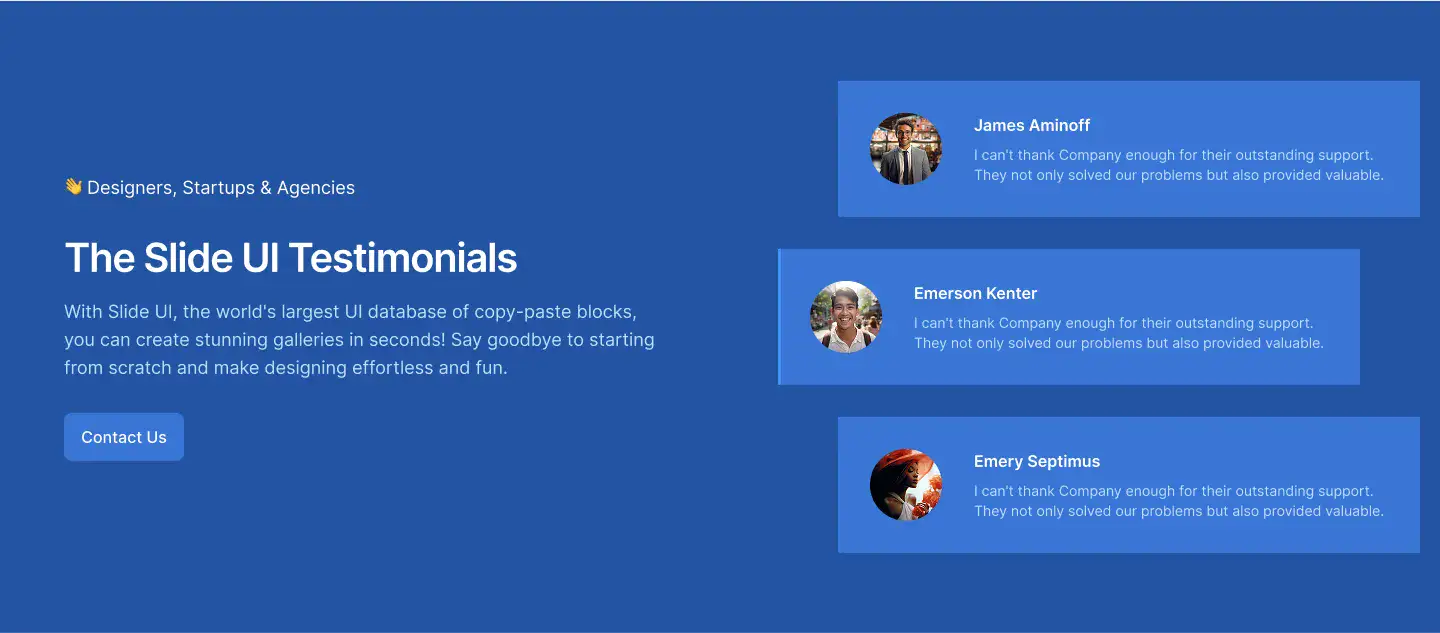 👋 Designers, Startups & Agencies
The Slide UI Testimonials
With Slide UI, the world's largest UI database of copy-paste blocks,
you can create stunning galleries in seconds! Say goodbye to starting
from scratch and make designing effortless and fun.
Contact Us
James Aminoff
I can't thank Company enough for their outstanding support.
They not only solved our problems but also provided valuable.
Emerson Kenter
I can't thank Company enough for their outstanding support.
They not only solved our problems but also provided valuable.
Emery Septimus
I can't thank Company enough for their outstanding support.
They not only solved our problems but also provided valuable.